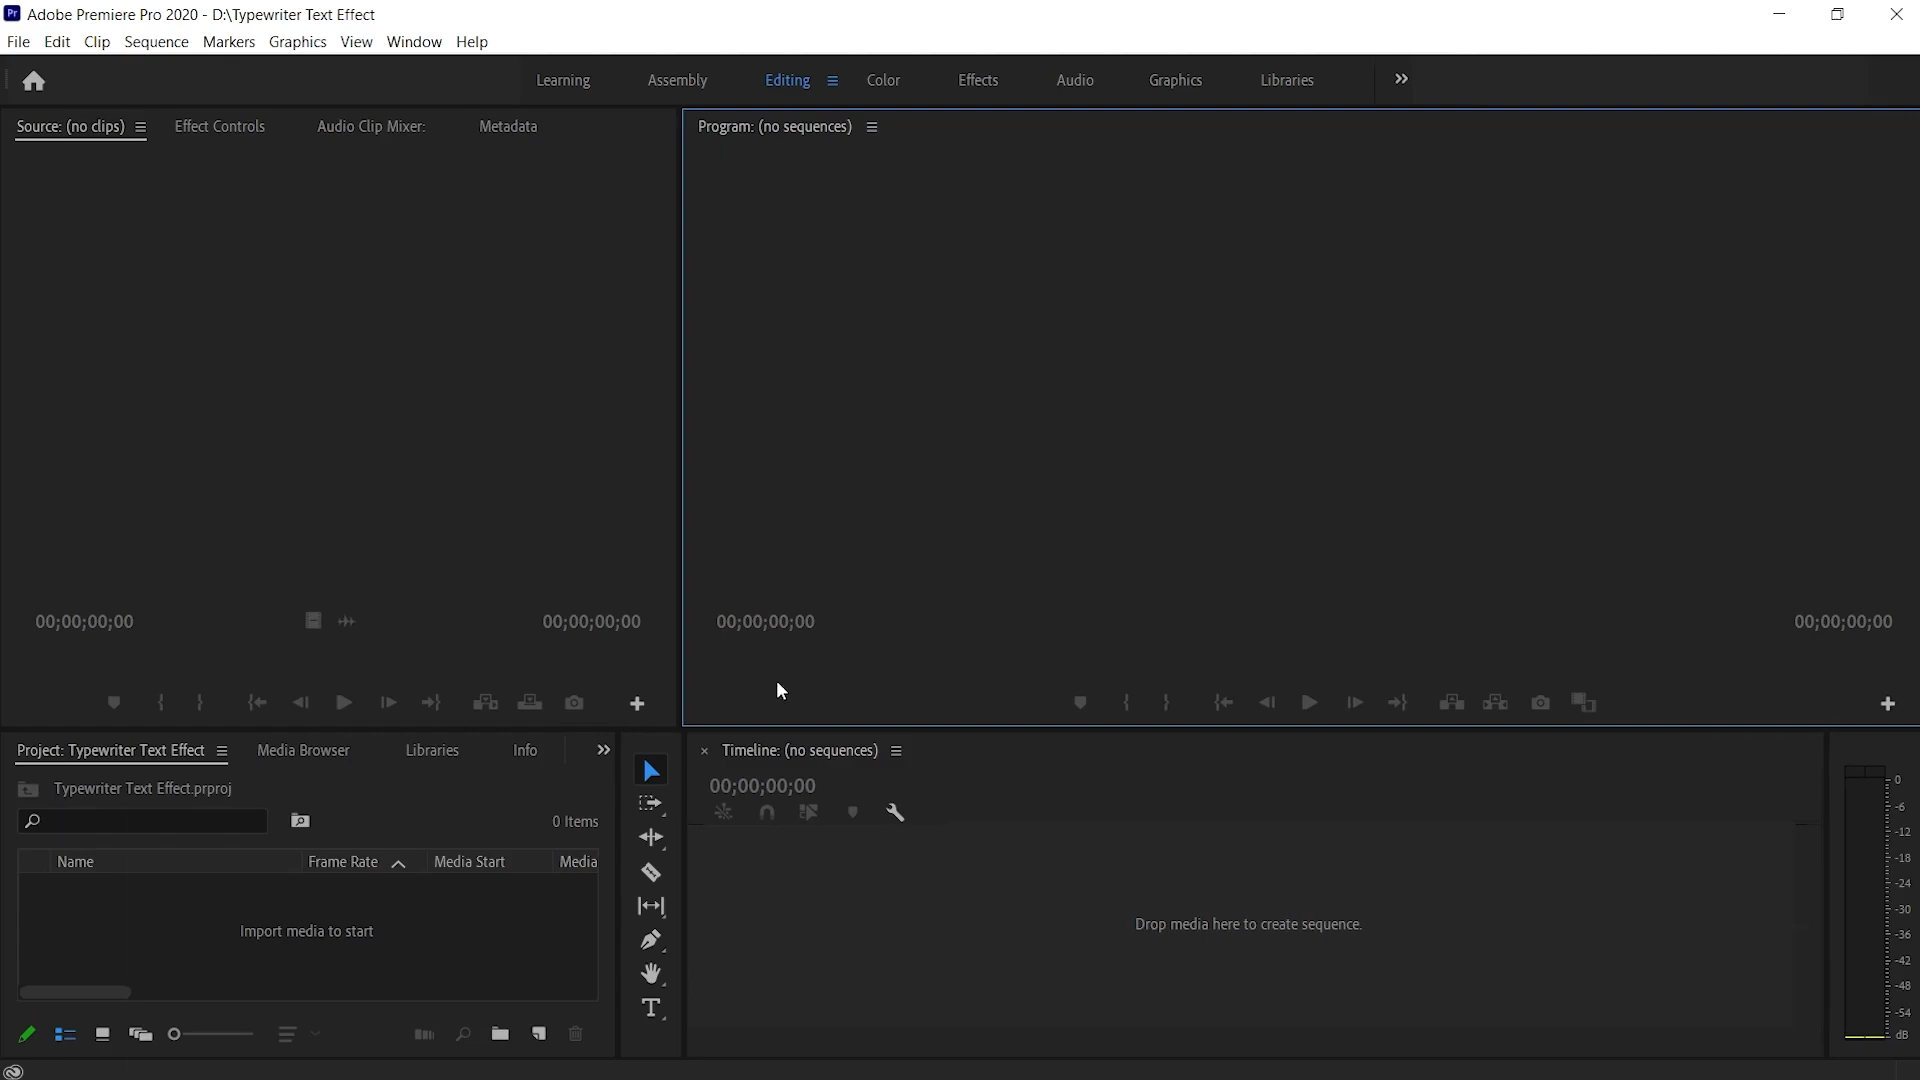 Pr Adobe Premiere Pro 2020 - D:\Typewriter Text Effect
File Edit Clip Sequence Markers Graphics View Window Help
Learning Assembly Editing Color Effects Audio Graphics Libraries
Source: (no clips) Effect Controls Audio Clip Mixer: Metadata
Program: (no sequences)
00;00;00;00 00;00;00;00
00;00;00;00 00;00;00;00
Project: Typewriter Text Effect Media Browser Libraries Info
Typewriter Text Effect.prproj
0 Items
Name Frame Rate Media Start Media
Import media to start
Timeline: (no sequences)
00;00;00;00
Drop media here to create sequence.
0
-6
-12
-18
-24
-30
-36
-42
-48
-54
dB